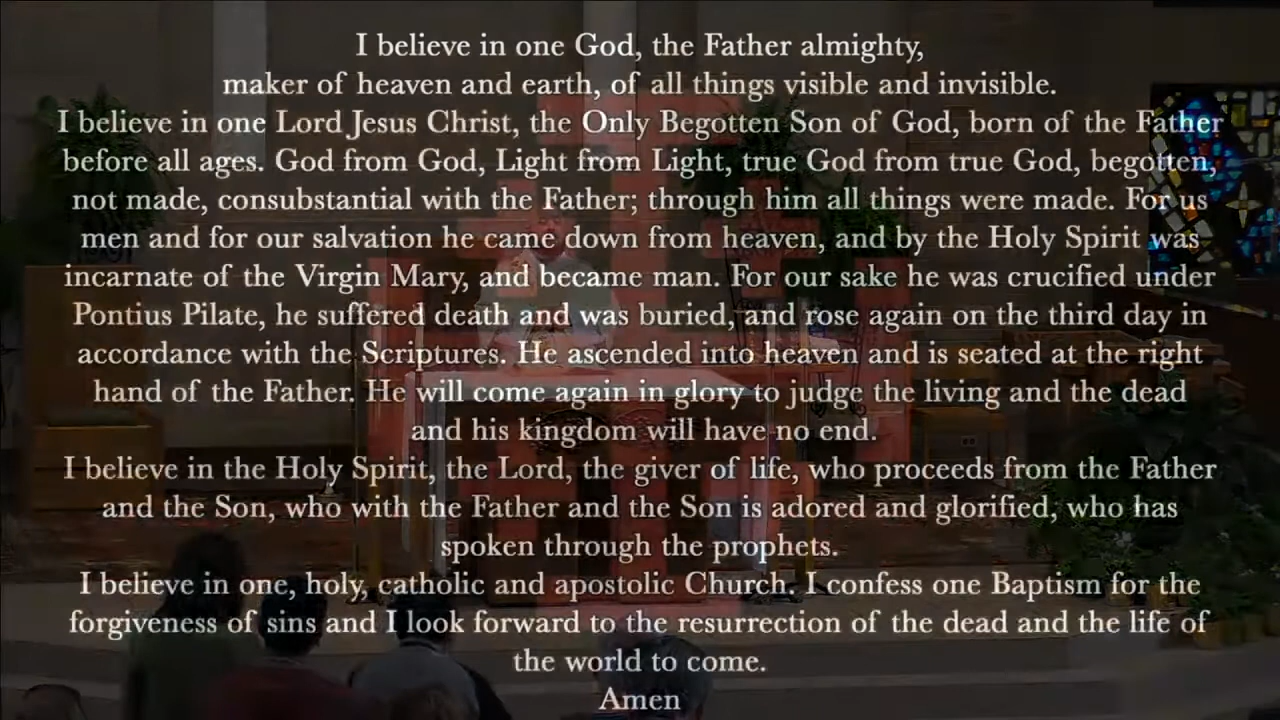 I believe in one God, the Father almighty,
maker of heaven and earth, of all things visible and invisible.
I believe in one Lord Jesus Christ, the Only Begotten Son of God, born of the Father
before all ages. God from God, Light from Light, true God from true God, begotten,
not made, consubstantial with the Father; through him all things were made. For us
men and for our salvation he came down from heaven, and by the Holy Spirit was
incarnate of the Virgin Mary, and became man. For our sake he was crucified under
Pontius Pilate, he suffered death and was buried, and rose again on the third day in
accordance with the Scriptures. He ascended into heaven and is seated at the right
hand of the Father. He will come again in glory to judge the living and the dead
and his kingdom will have no end.
I believe in the Holy Spirit, the Lord, the giver of life, who proceeds from the Father
and the Son, who with the Father and the Son is adored and glorified, who has
spoken through the prophets.
I believe in one, holy, catholic and apostolic Church. I confess one Baptism for the
forgiveness of sins and I look forward to the resurrection of the dead and the life of
the world to come.
Amen